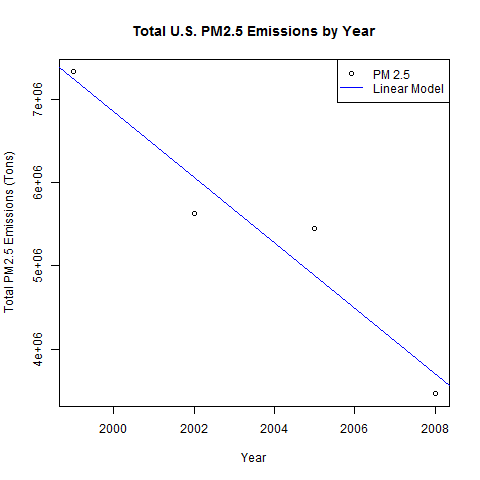 Total U.S. PM2.5 Emissions by Year
PM 2.5
Linear Model
Total PM2.5 Emissions (Tons)
7e+06
6e+06
5e+06
4e+06
2000 2002 2004 2006 2008
Year